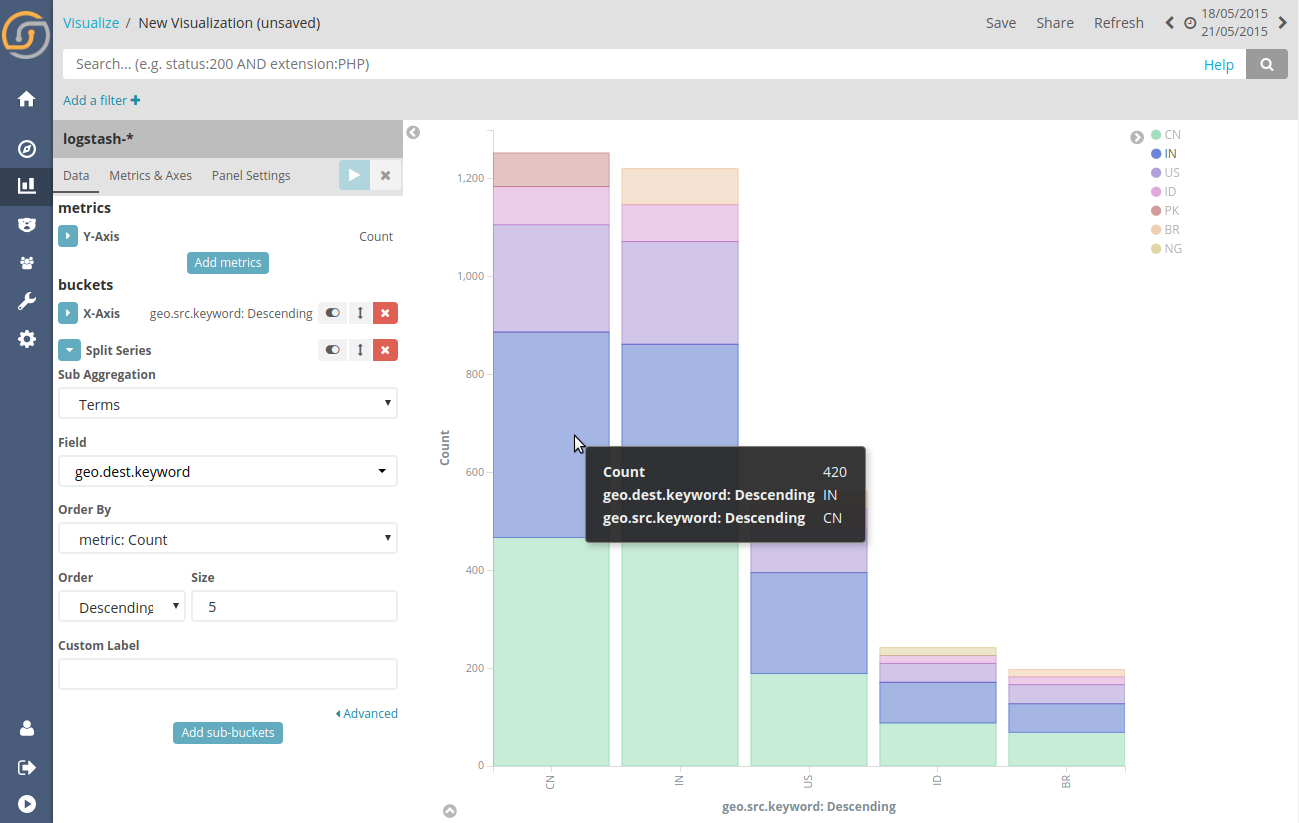 Visualize / New Visualization (unsaved)
Save Share Refresh 18/05/2015
21/05/2015
Search... (e.g. status:200 AND extension:PHP) Help
Add a filter
logstash-*
Data Metrics & Axes Panel Settings
metrics
Y-Axis Count
Add metrics
buckets
X-Axis geo.src.keyword: Descending
Split Series
Sub Aggregation
Terms
Field
geo.dest.keyword
Order By
metric: Count
Order Size
Descending 5
Custom Label
Advanced
Add sub-buckets
Count
1,200
1,000
800
600
400
200
0
CN
IN
US
ID
BR
geo.src.keyword: Descending
Count 420
geo.dest.keyword: Descending IN
geo.src.keyword: Descending CN
CN
IN
US
ID
PK
BR
NG